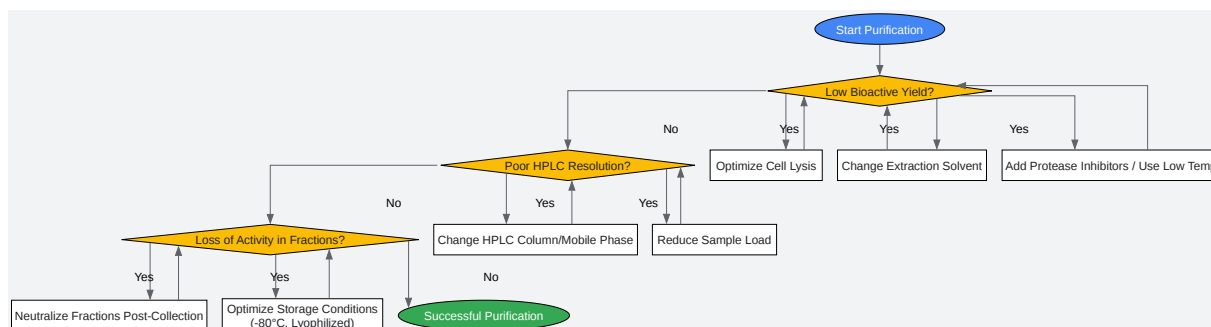 Start Purification
Low Bioactive Yield?
No
Yes
Yes
Yes
Poor HPLC Resolution?
Optimize Cell Lysis
Change Extraction Solvent
Add Protease Inhibitors / Use Low Temp
No
Yes
Yes
Loss of Activity in Fractions?
Change HPLC Column/Mobile Phase
Reduce Sample Load
Yes
Yes
No
Neutralize Fractions Post-Collection
Optimize Storage Conditions
(-80°C, Lyophilized)
Successful Purification